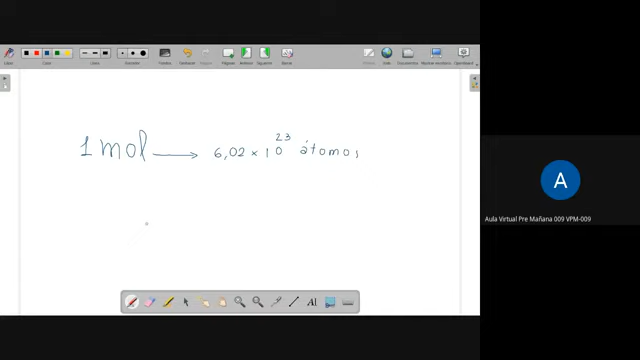 1 mol → 6,02 × 10²³ átomos
A
Aula Virtual Pre Mañana 009 VPM-009